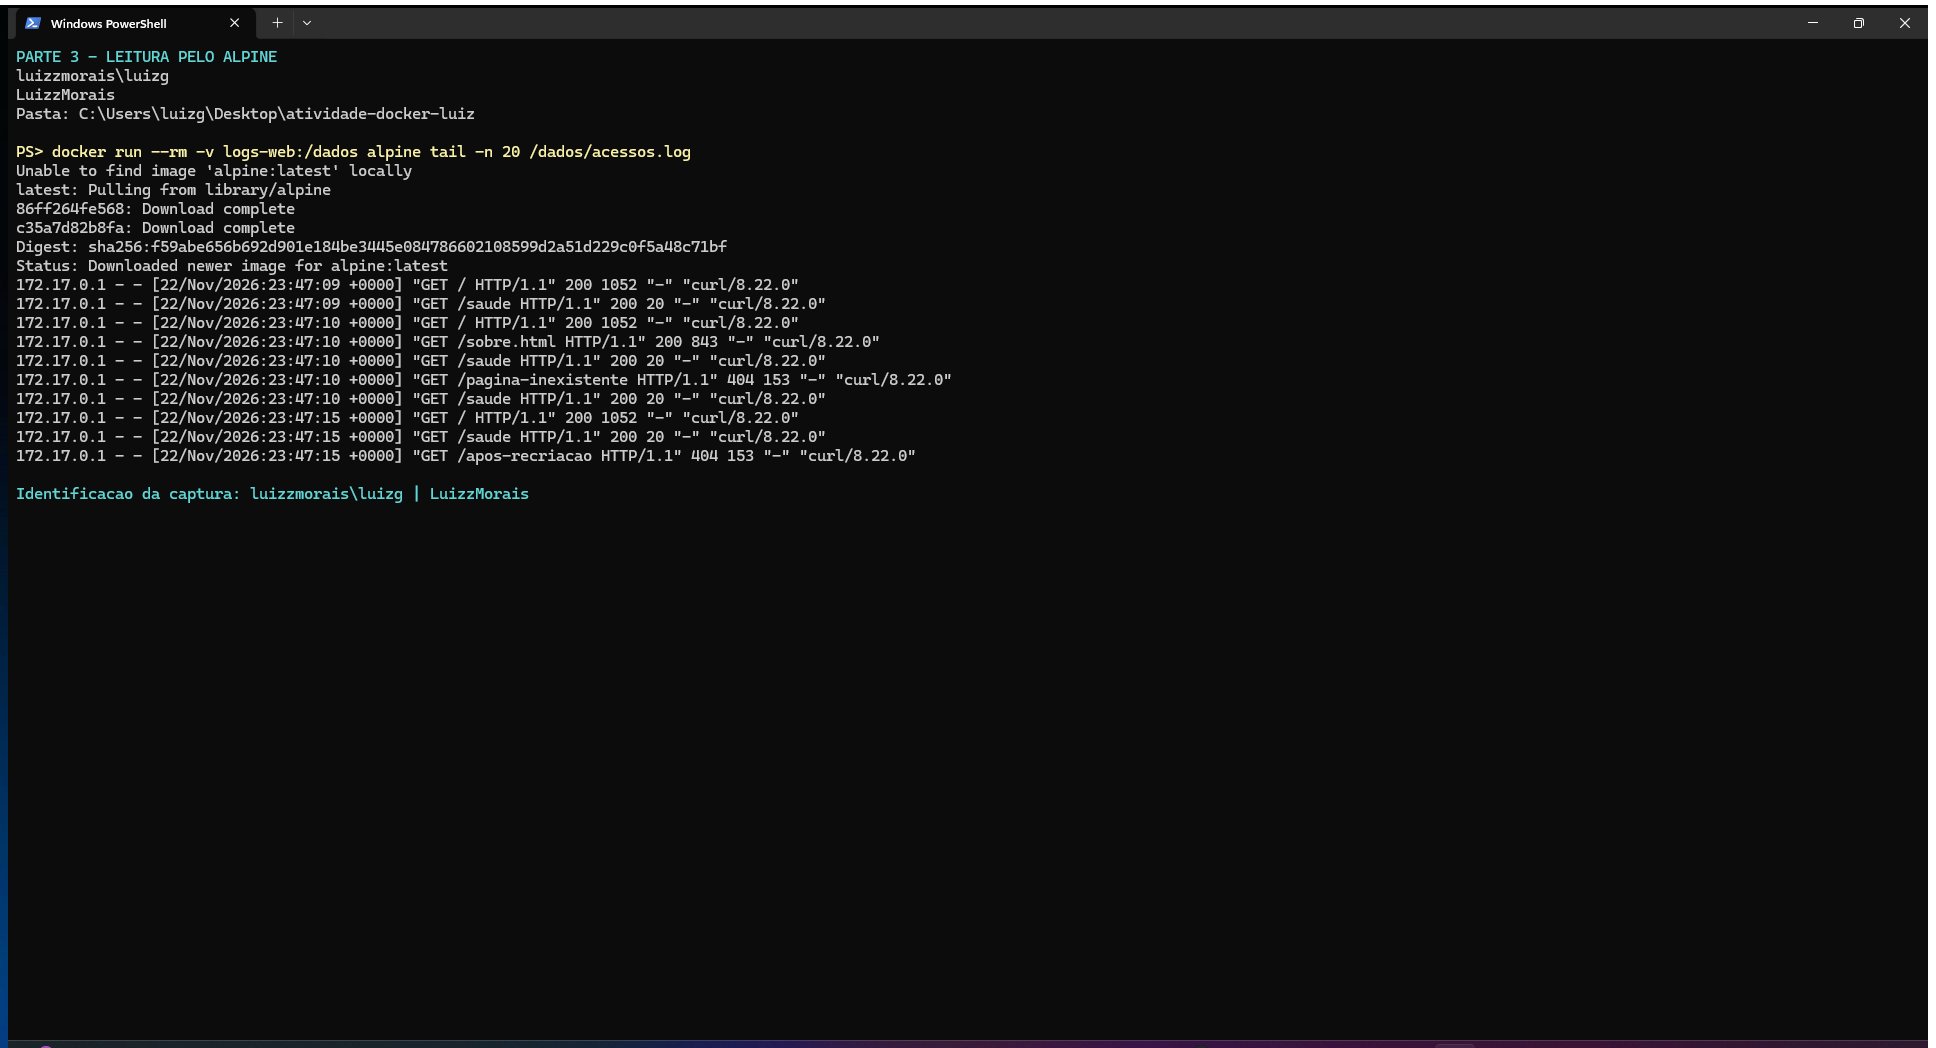 Windows PowerShell
PARTE 3 - LEITURA PELO ALPINE
luizzmorais\luizg
LuizzMorais
Pasta: C:\Users\luizg\Desktop\atividade-docker-luiz
PS> docker run --rm -v logs-web:/dados alpine tail -n 20 /dados/acessos.log
Unable to find image 'alpine:latest' locally
latest: Pulling from library/alpine
86ff264fe568: Download complete
c35a7d82b8fa: Download complete
Digest: sha256:f59abe656b692d901e184be3445e084786602108599d2a51d229c0f5a48c71bf
Status: Downloaded newer image for alpine:latest
172.17.0.1 - - [22/Nov/2026:23:47:09 +0000] "GET / HTTP/1.1" 200 1052 "-" "curl/8.22.0"
172.17.0.1 - - [22/Nov/2026:23:47:09 +0000] "GET /saude HTTP/1.1" 200 20 "-" "curl/8.22.0"
172.17.0.1 - - [22/Nov/2026:23:47:10 +0000] "GET / HTTP/1.1" 200 1052 "-" "curl/8.22.0"
172.17.0.1 - - [22/Nov/2026:23:47:10 +0000] "GET /sobre.html HTTP/1.1" 200 843 "-" "curl/8.22.0"
172.17.0.1 - - [22/Nov/2026:23:47:10 +0000] "GET /saude HTTP/1.1" 200 20 "-" "curl/8.22.0"
172.17.0.1 - - [22/Nov/2026:23:47:10 +0000] "GET /pagina-inexistente HTTP/1.1" 404 153 "-" "curl/8.22.0"
172.17.0.1 - - [22/Nov/2026:23:47:10 +0000] "GET /saude HTTP/1.1" 200 20 "-" "curl/8.22.0"
172.17.0.1 - - [22/Nov/2026:23:47:15 +0000] "GET / HTTP/1.1" 200 1052 "-" "curl/8.22.0"
172.17.0.1 - - [22/Nov/2026:23:47:15 +0000] "GET /saude HTTP/1.1" 200 20 "-" "curl/8.22.0"
172.17.0.1 - - [22/Nov/2026:23:47:15 +0000] "GET /apos-recriacao HTTP/1.1" 404 153 "-" "curl/8.22.0"
Identificacao da captura: luizzmorais\luizg | LuizzMorais